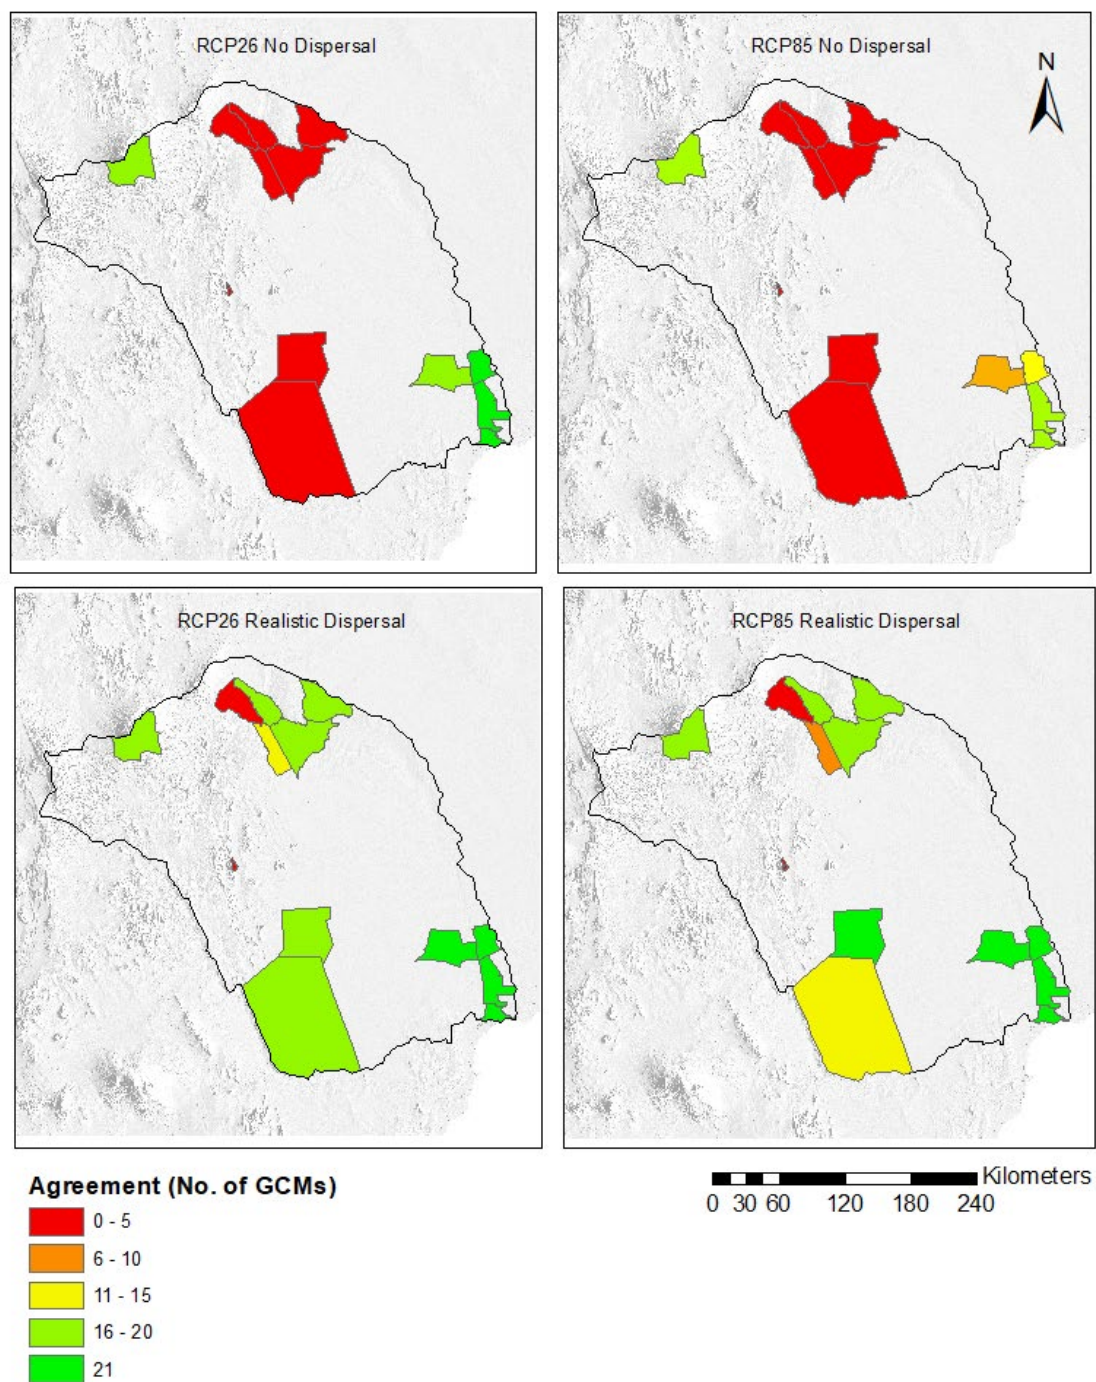 RCP26 No Dispersal
RCP85 No Dispersal
N
RCP26 Realistic Dispersal
RCP85 Realistic Dispersal
Agreement (No. of GCMs)
0 - 5
6 - 10
11 - 15
16 - 20
21
Kilometers
0 30 60 120 180 240